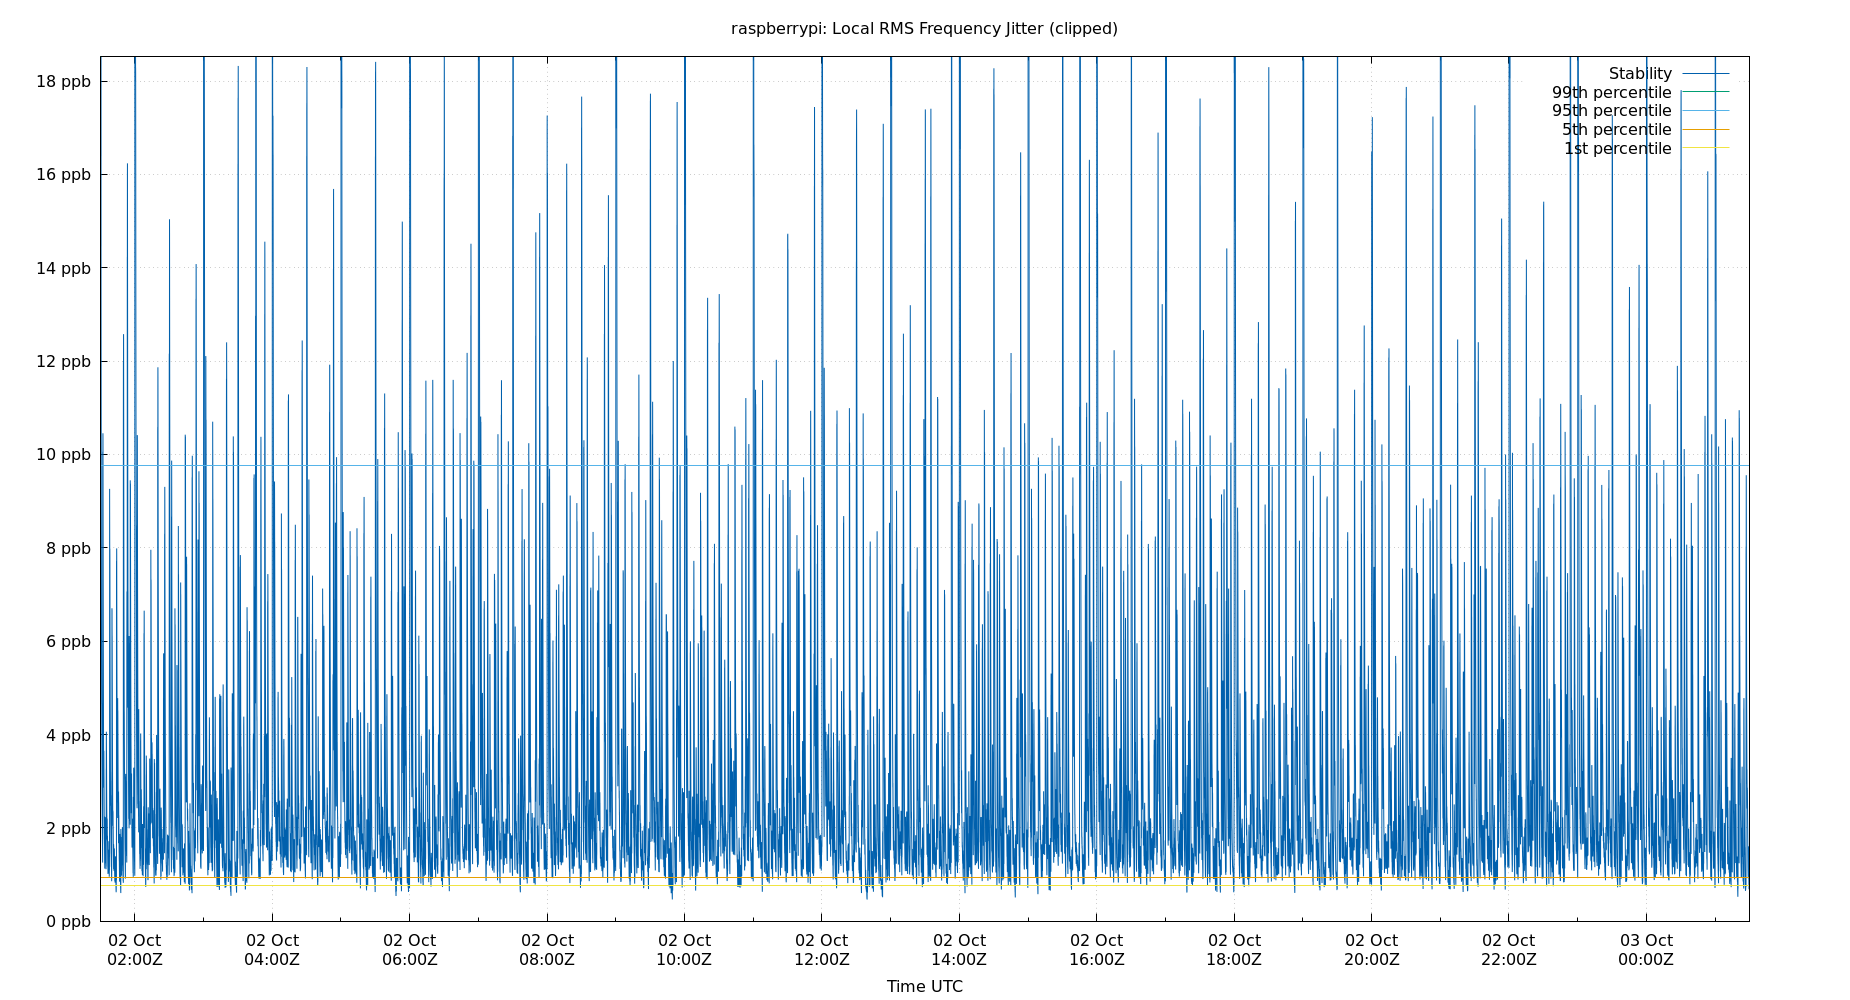 raspberrypi: Local RMS Frequency Jitter (clipped)
18 ppb
16 ppb
14 ppb
12 ppb
10 ppb
8 ppb
6 ppb
4 ppb
2 ppb
0 ppb
Stability
99th percentile
95th percentile
5th percentile
1st percentile
02 Oct 02 Oct 02 Oct 02 Oct 02 Oct 02 Oct 02 Oct 02 Oct 02 Oct 02 Oct 02 Oct 03 Oct
02:00Z 04:00Z 06:00Z 08:00Z 10:00Z 12:00Z 14:00Z 16:00Z 18:00Z 20:00Z 22:00Z 00:00Z
Time UTC